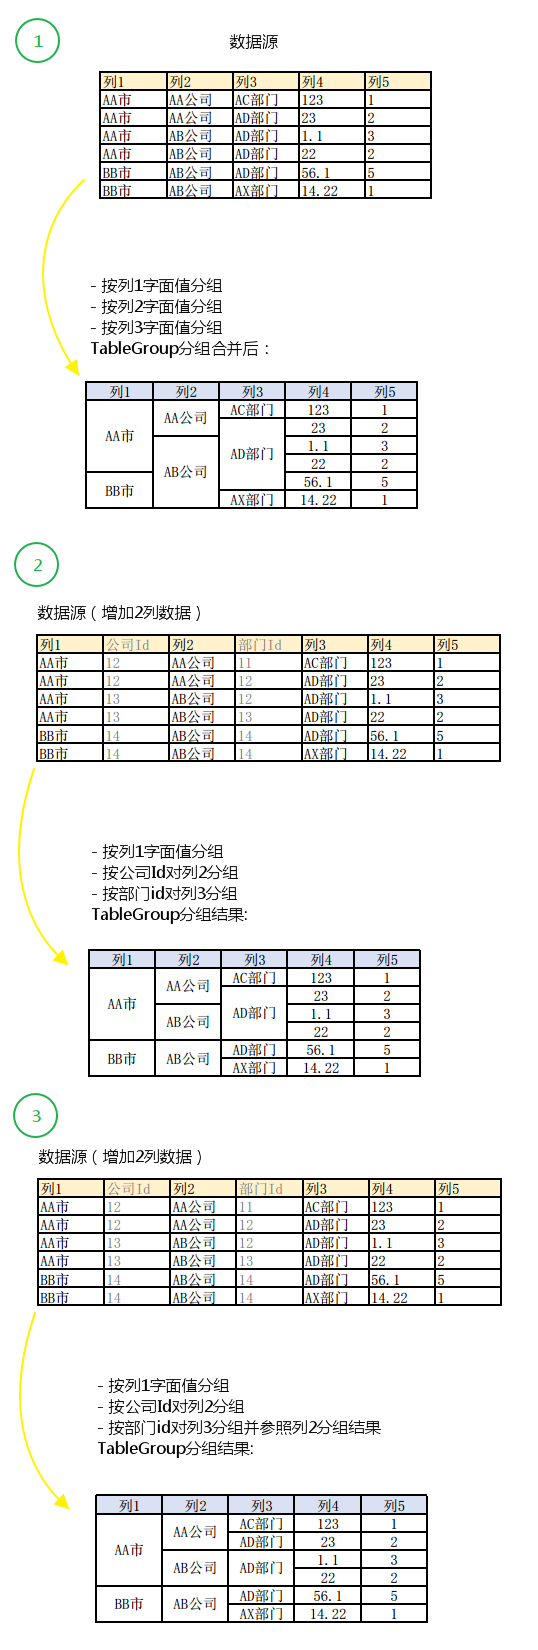 1
数据源
列1 列2 列3 列4 列5
AA市 AA公司 AC部门 123 1
AA市 AA公司 AD部门 23 2
AA市 AB公司 AD部门 1.1 3
AA市 AB公司 AD部门 22 2
BB市 AB公司 AD部门 56.1 5
BB市 AB公司 AX部门 14.22 1
- 按列1字面值分组
- 按列2字面值分组
- 按列3字面值分组
TableGroup分组合并后：
列1 列2 列3 列4 列5
AA市 AA公司 AC部门 123 1
AD部门 23 2
AB公司 1.1 3
22 2
BB市 56.1 5
AX部门 14.22 1
2
数据源（增加2列数据）
列1 公司Id 列2 部门Id 列3 列4 列5
AA市 12 AA公司 11 AC部门 123 1
AA市 12 AA公司 12 AD部门 23 2
AA市 13 AB公司 12 AD部门 1.1 3
AA市 13 AB公司 13 AD部门 22 2
BB市 14 AB公司 14 AD部门 56.1 5
BB市 14 AB公司 14 AX部门 14.22 1
- 按列1字面值分组
- 按公司Id对列2分组
- 按部门id对列3分组
TableGroup分组结果:
列1 列2 列3 列4 列5
AA市 AA公司 AC部门 123 1
AD部门 23 2
AB公司 1.1 3
22 2
BB市 AB公司 AD部门 56.1 5
AX部门 14.22 1
3
数据源（增加2列数据）
列1 公司Id 列2 部门Id 列3 列4 列5
AA市 12 AA公司 11 AC部门 123 1
AA市 12 AA公司 12 AD部门 23 2
AA市 13 AB公司 12 AD部门 1.1 3
AA市 13 AB公司 13 AD部门 22 2
BB市 14 AB公司 14 AD部门 56.1 5
BB市 14 AB公司 14 AX部门 14.22 1
- 按列1字面值分组
- 按公司Id对列2分组
- 按部门id对列3分组并参照列2分组结果
TableGroup分组结果:
列1 列2 列3 列4 列5
AA市 AA公司 AC部门 123 1
AD部门 23 2
AB公司 AD部门 1.1 3
22 2
BB市 AB公司 AD部门 56.1 5
AX部门 14.22 1